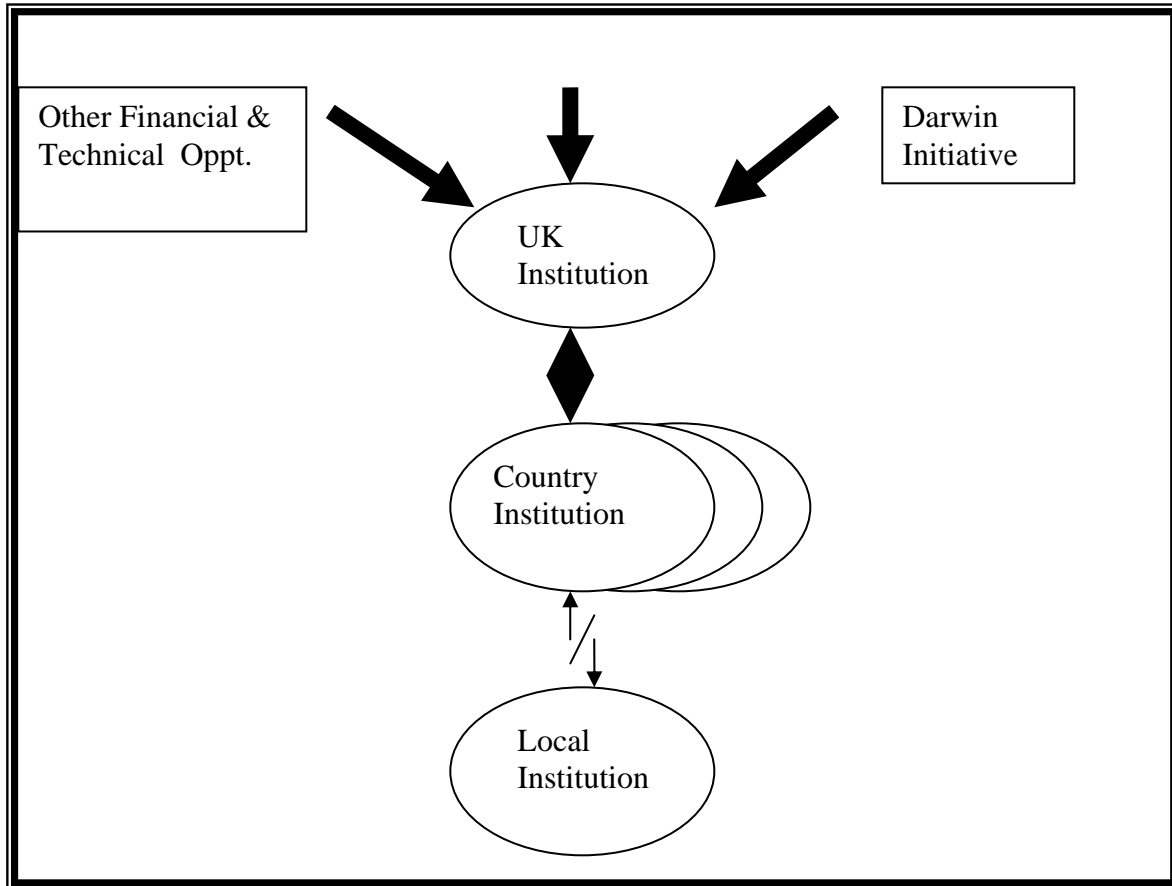 Other Financial &
Technical Oppt.
Darwin
Initiative
UK
Institution
Country
Institution
Local
Institution